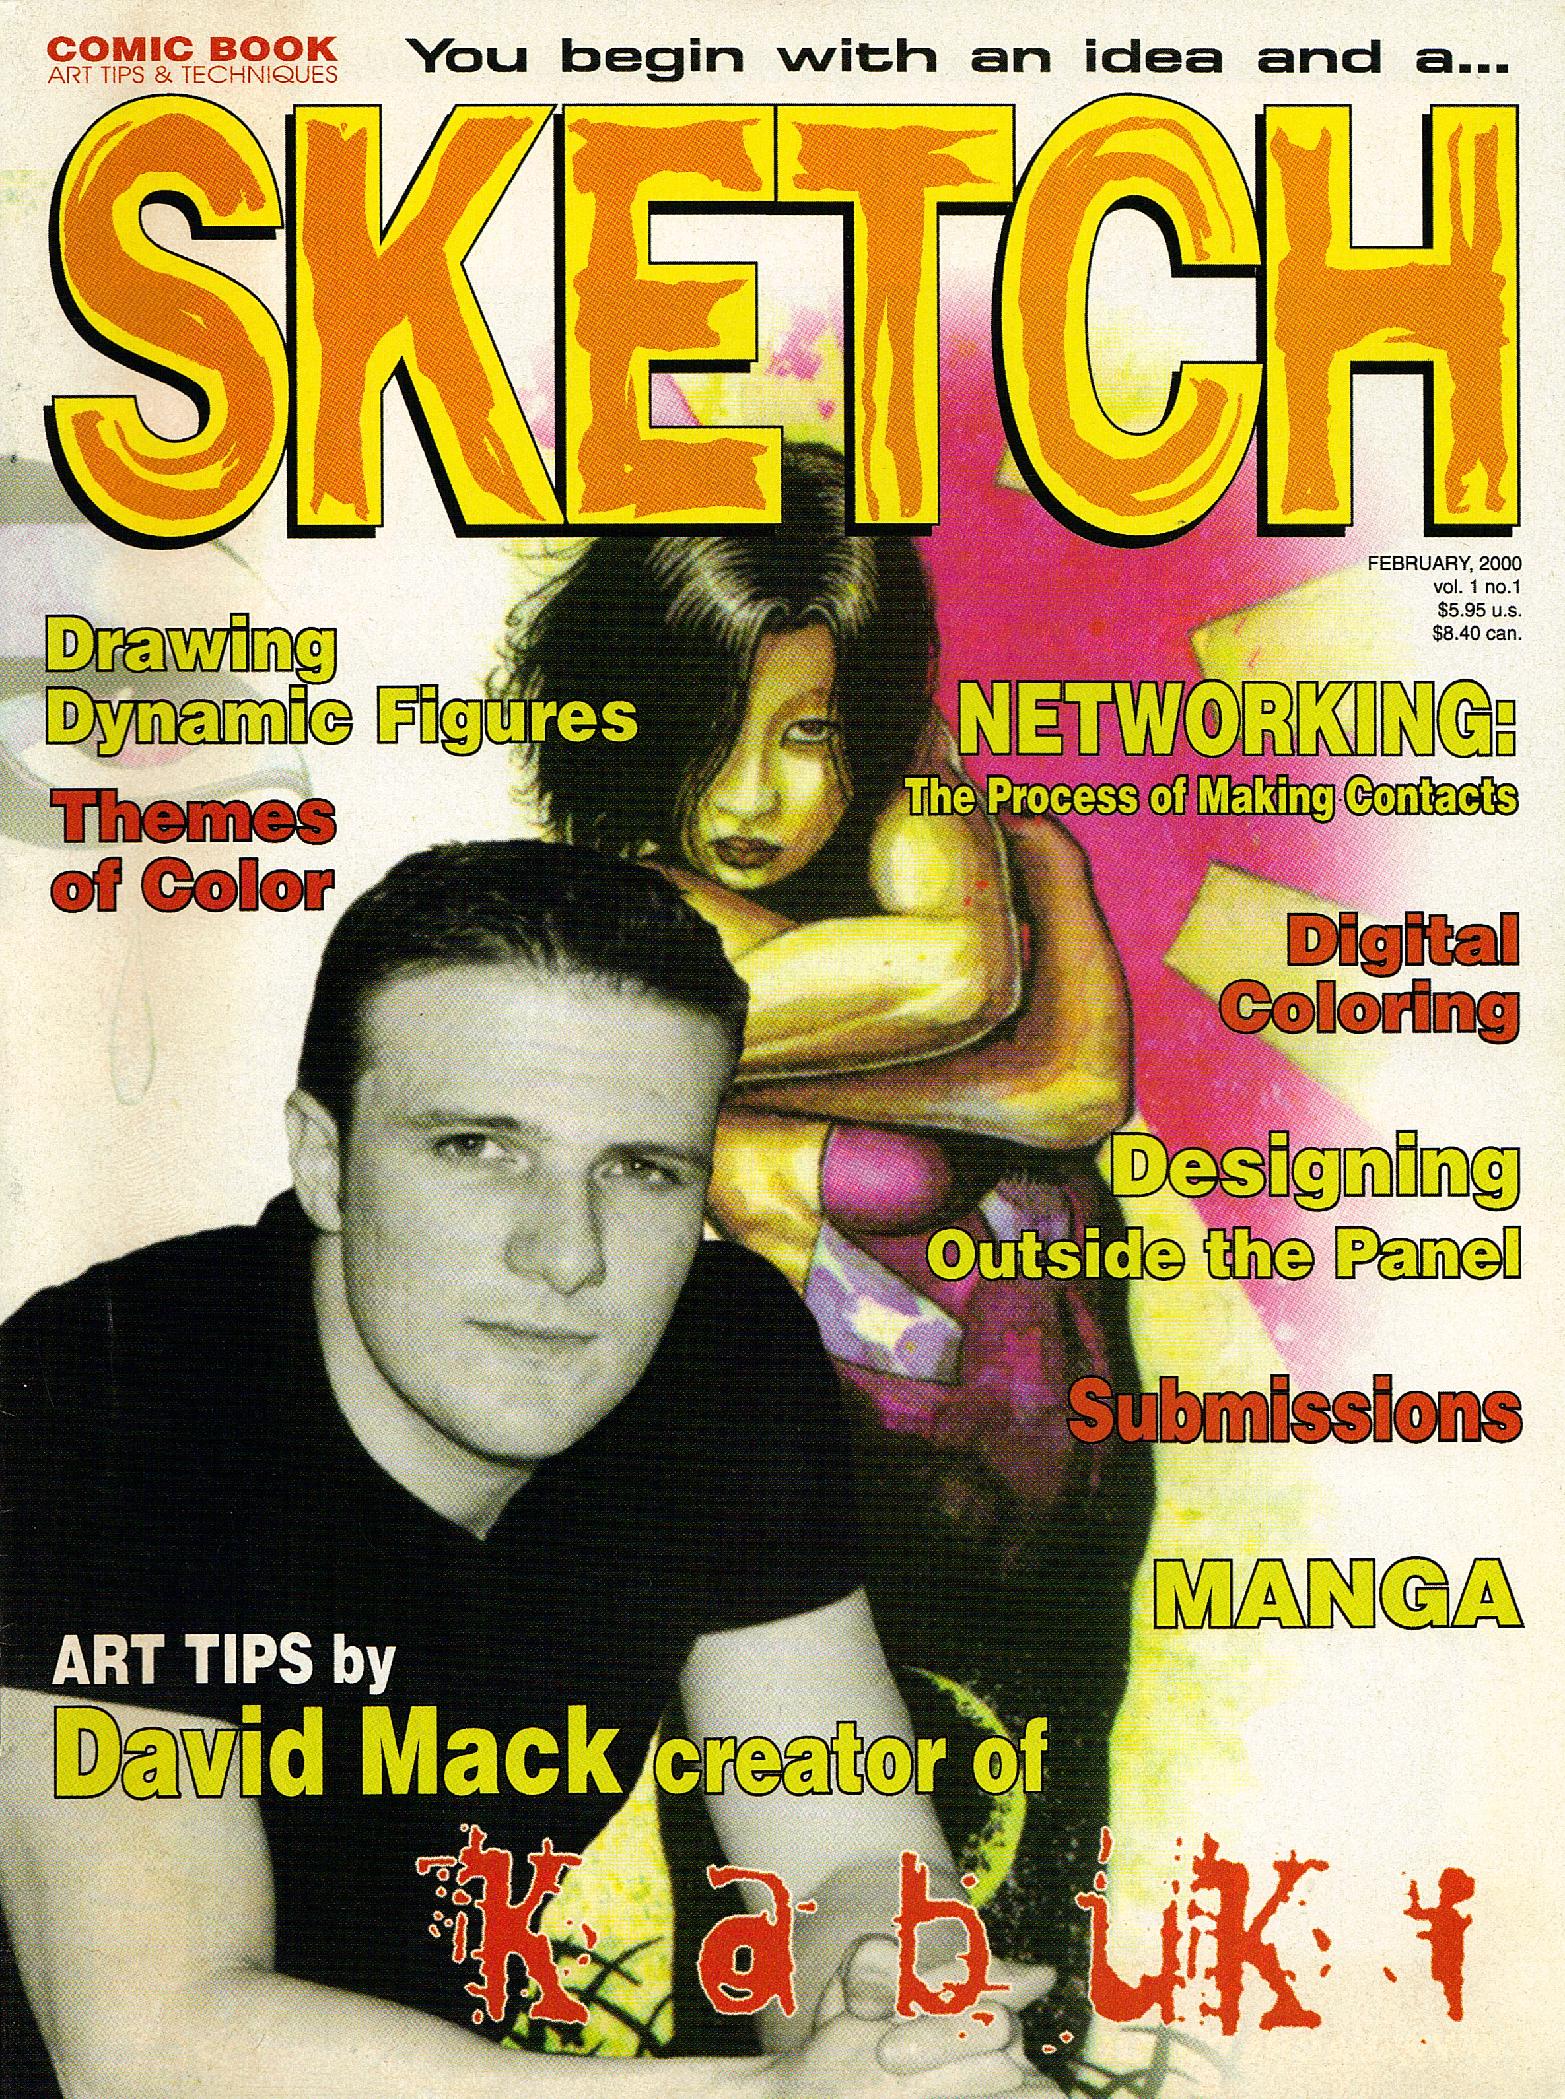 COMIC BOOK
ART TIPS & TECHNIQUES
You begin with an idea and a...
SKETCH
FEBRUARY, 2000
vol. 1 no.1
$5.95 u.s.
$8.40 can.
Drawing
Dynamic Figures
Themes
of Color
NETWORKING:
The Process of Making Contacts
Digital
Coloring
Designing
Outside the Panel
Submissions
MANGA
ART TIPS by
David Mack creator of
Kabuki